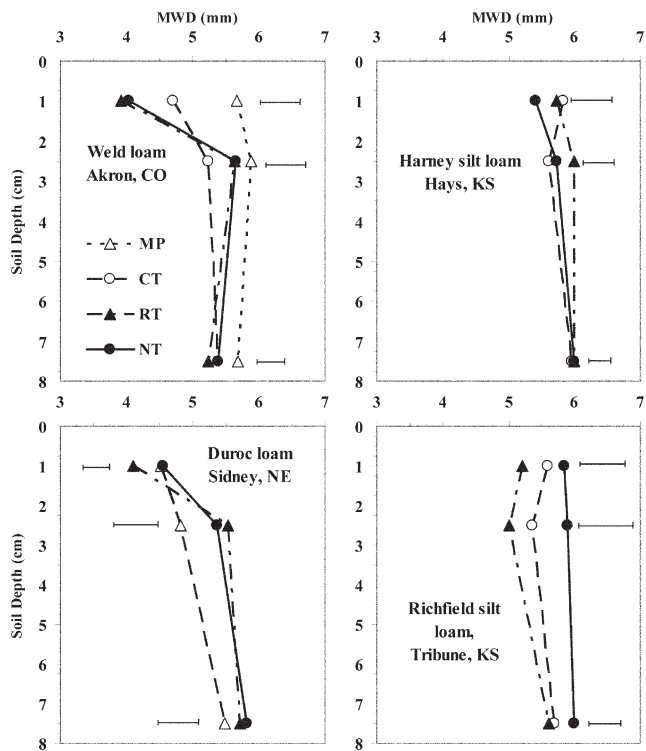 MWD (mm)
3 4 5 6 7
MWD (mm)
3 4 5 6 7
Soil Depth (cm)
0
1
2
3
4
5
6
7
8
Weld loam
Akron, CO
MP
CT
RT
NT
0
1
2
3
4
5
6
7
8
Harney silt loam
Hays, KS
3 4 5 6 7
3 4 5 6 7
Soil Depth (cm)
0
1
2
3
4
5
6
7
8
Duroc loam
Sidney, NE
0
1
2
3
4
5
6
7
8
Richfield silt
loam,
Tribune, KS